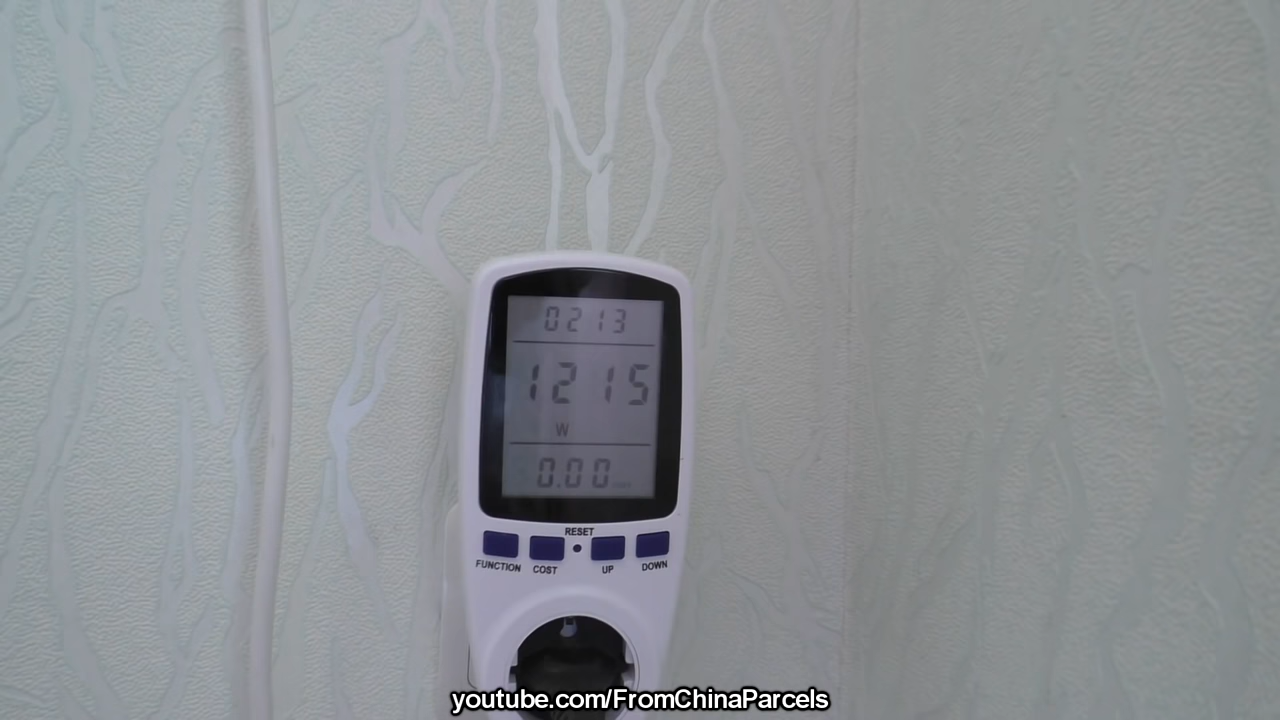 0213
1215
W
0.00
RESET
FUNCTION COST UP DOWN
youtube.com/FromChinaParcels